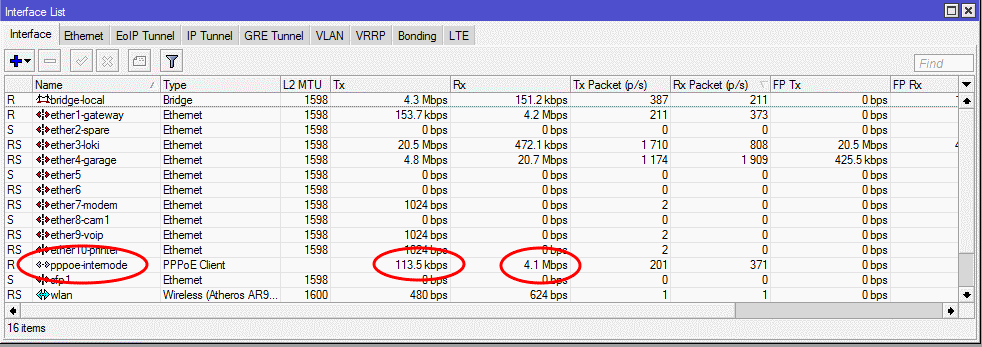 Interface List
Interface Ethernet EoIP Tunnel IP Tunnel GRE Tunnel VLAN VRRP Bonding LTE
Find
Name Type L2 MTU Tx Rx Tx Packet (p/s) Rx Packet (p/s) FP Tx FP Rx
R bridge-local Bridge 1598 4.3 Mbps 151.2 kbps 387 211 0 bps
R ether1-gateway Ethernet 1598 153.7 kbps 4.2 Mbps 211 373 0 bps
S ether2-spare Ethernet 1598 0 bps 0 bps 0 0 0 bps
RS ether3-loki Ethernet 1598 20.5 Mbps 472.1 kbps 1 710 808 20.5 Mbps
RS ether4-garage Ethernet 1598 4.8 Mbps 20.7 Mbps 1 174 1 909 425.5 kbps
S ether5 Ethernet 1598 0 bps 0 bps 0 0 0 bps
RS ether6 Ethernet 1598 0 bps 0 bps 0 0 0 bps
RS ether7-modem Ethernet 1598 1024 bps 0 bps 2 0 0 bps
S ether8-cam1 Ethernet 1598 0 bps 0 bps 0 0 0 bps
RS ether9-voip Ethernet 1598 1024 bps 0 bps 2 0 0 bps
RS ether10-printer Ethernet 1598 1024 bps 0 bps 2 0 0 bps
R pppoe-internode PPPoE Client 113.5 kbps 4.1 Mbps 201 371 0 bps
S sfp1 Ethernet 1598 0 bps 0 bps 0 0 0 bps
RS wlan Wireless (Atheros AR9... 1600 480 bps 624 bps 1 1 0 bps
16 items